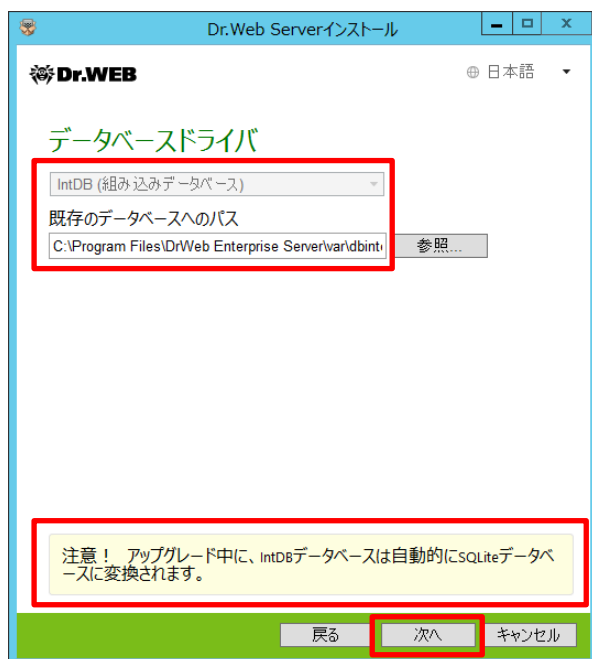 Dr.Web Serverインストール
Dr.WEB
日本語
データベースドライバ
IntDB (組み込みデータベース)
既存のデータベースへのパス
C:\Program Files\DrWeb Enterprise Server\var\dbint
参照...
注意！ アップグレード中に、IntDBデータベースは自動的にSQLiteデータベ
ースに変換されます。
戻る
次へ
キャンセル